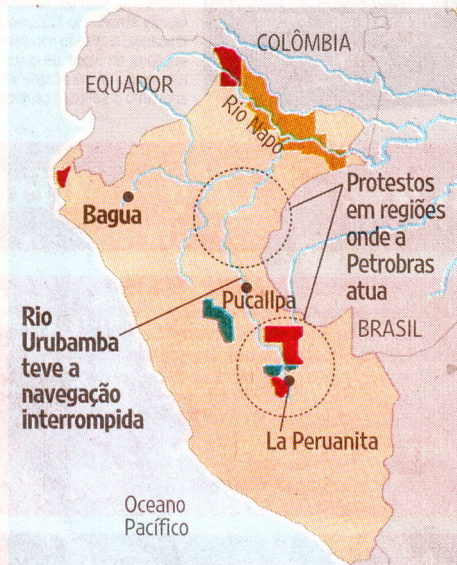 COLÔMBIA
EQUADOR
Rio Napo
Bagua
Protestos
em regiões
onde a
Petrobras
atua
Pucallpa
BRASIL
Rio
Urubamba
teve a
navegação
interrompida
La Peruanita
Oceano
Pacífico